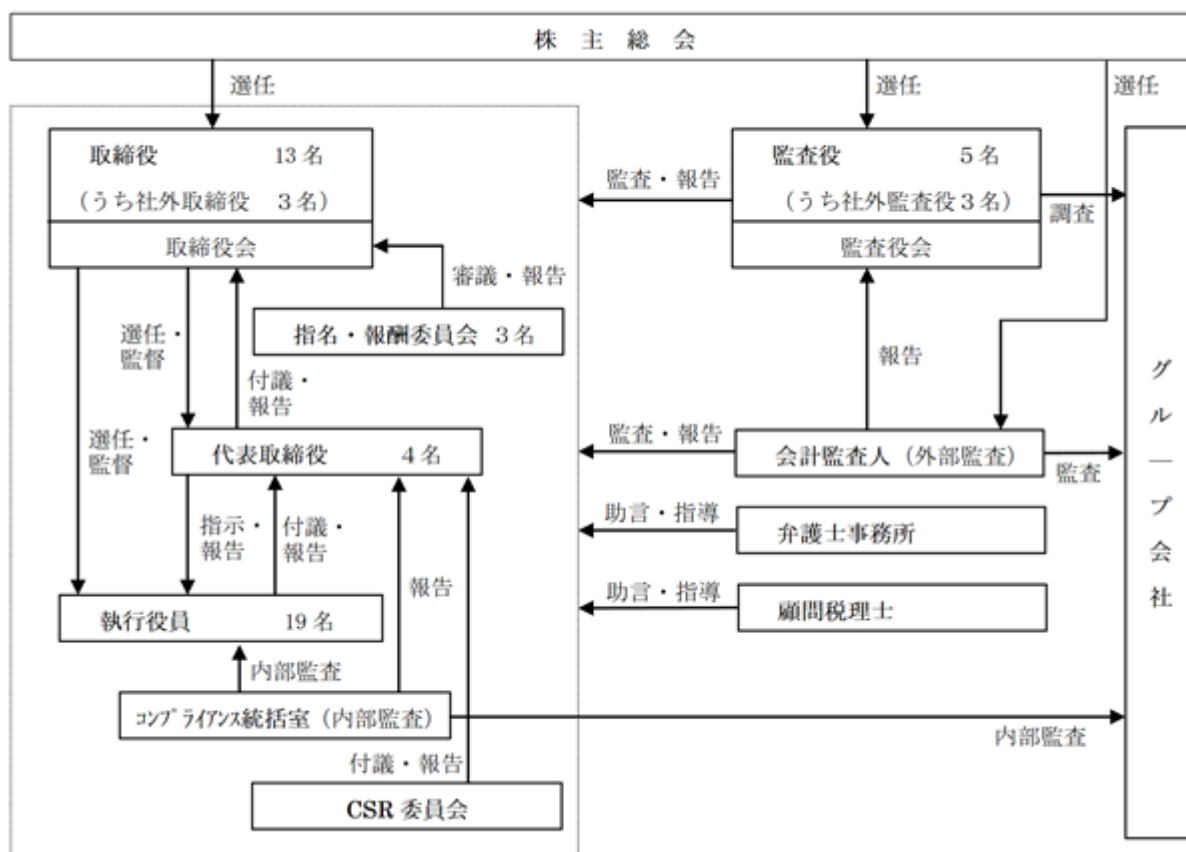 株 主 総 会
選任
選任
選任
取締役 13 名
(うち社外取締役 3 名)
取締役会
監査役 5 名
(うち社外監査役3 名)
監査役会
監査・報告
調査
審議・報告
指名・報酬委員会 3 名
選任・
監督
付議・
報告
報告
選任・
監督
代表取締役 4 名
監査・報告
会計監査人(外部監査)
監査
指示・
報告
付議・
報告
報告
助言・指導
弁護士事務所
執行役員 19 名
助言・指導
顧問税理士
内部監査
コンプライアンス統括室(内部監査)
内部監査
付議・報告
CSR 委員会
グループ会社